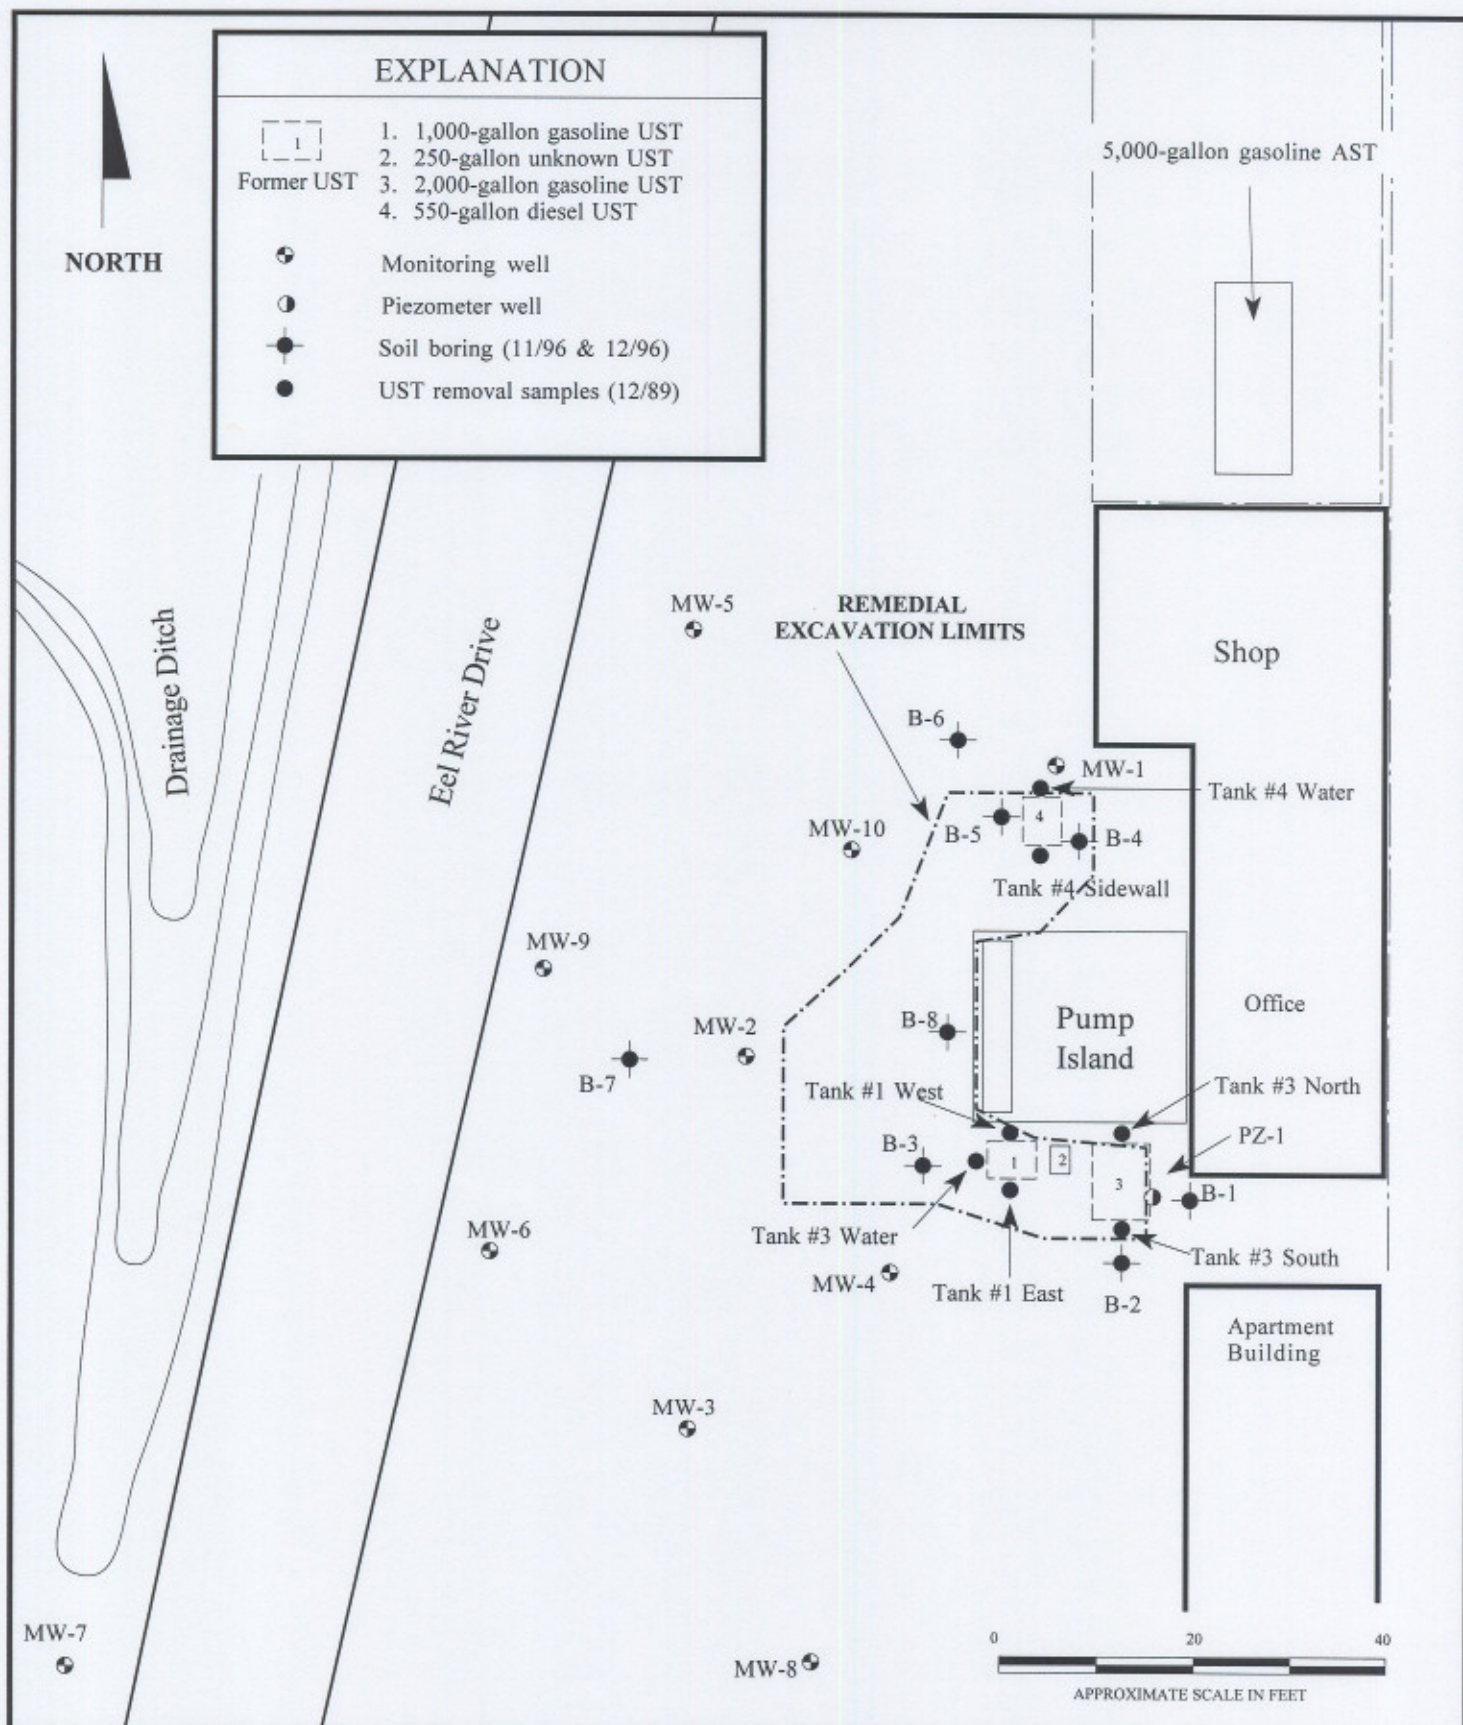 EXPLANATION
1
Former UST
1. 1,000-gallon gasoline UST
2. 250-gallon unknown UST
3. 2,000-gallon gasoline UST
4. 550-gallon diesel UST
Monitoring well
Piezometer well
Soil boring (11/96 & 12/96)
UST removal samples (12/89)
NORTH
5,000-gallon gasoline AST
Drainage Ditch
Eel River Drive
MW-5
REMEDIAL
EXCAVATION LIMITS
Shop
B-6
MW-1
Tank #4 Water
4
MW-10
B-5
B-4
Tank #4 Sidewall
MW-9
Office
B-8
Pump
Island
MW-2
B-7
Tank #1 West
Tank #3 North
PZ-1
B-3
1
2
3
B-1
MW-6
Tank #3 Water
Tank #3 South
MW-4
Tank #1 East
B-2
Apartment
Building
MW-3
MW-7
MW-8
0 20 40
APPROXIMATE SCALE IN FEET